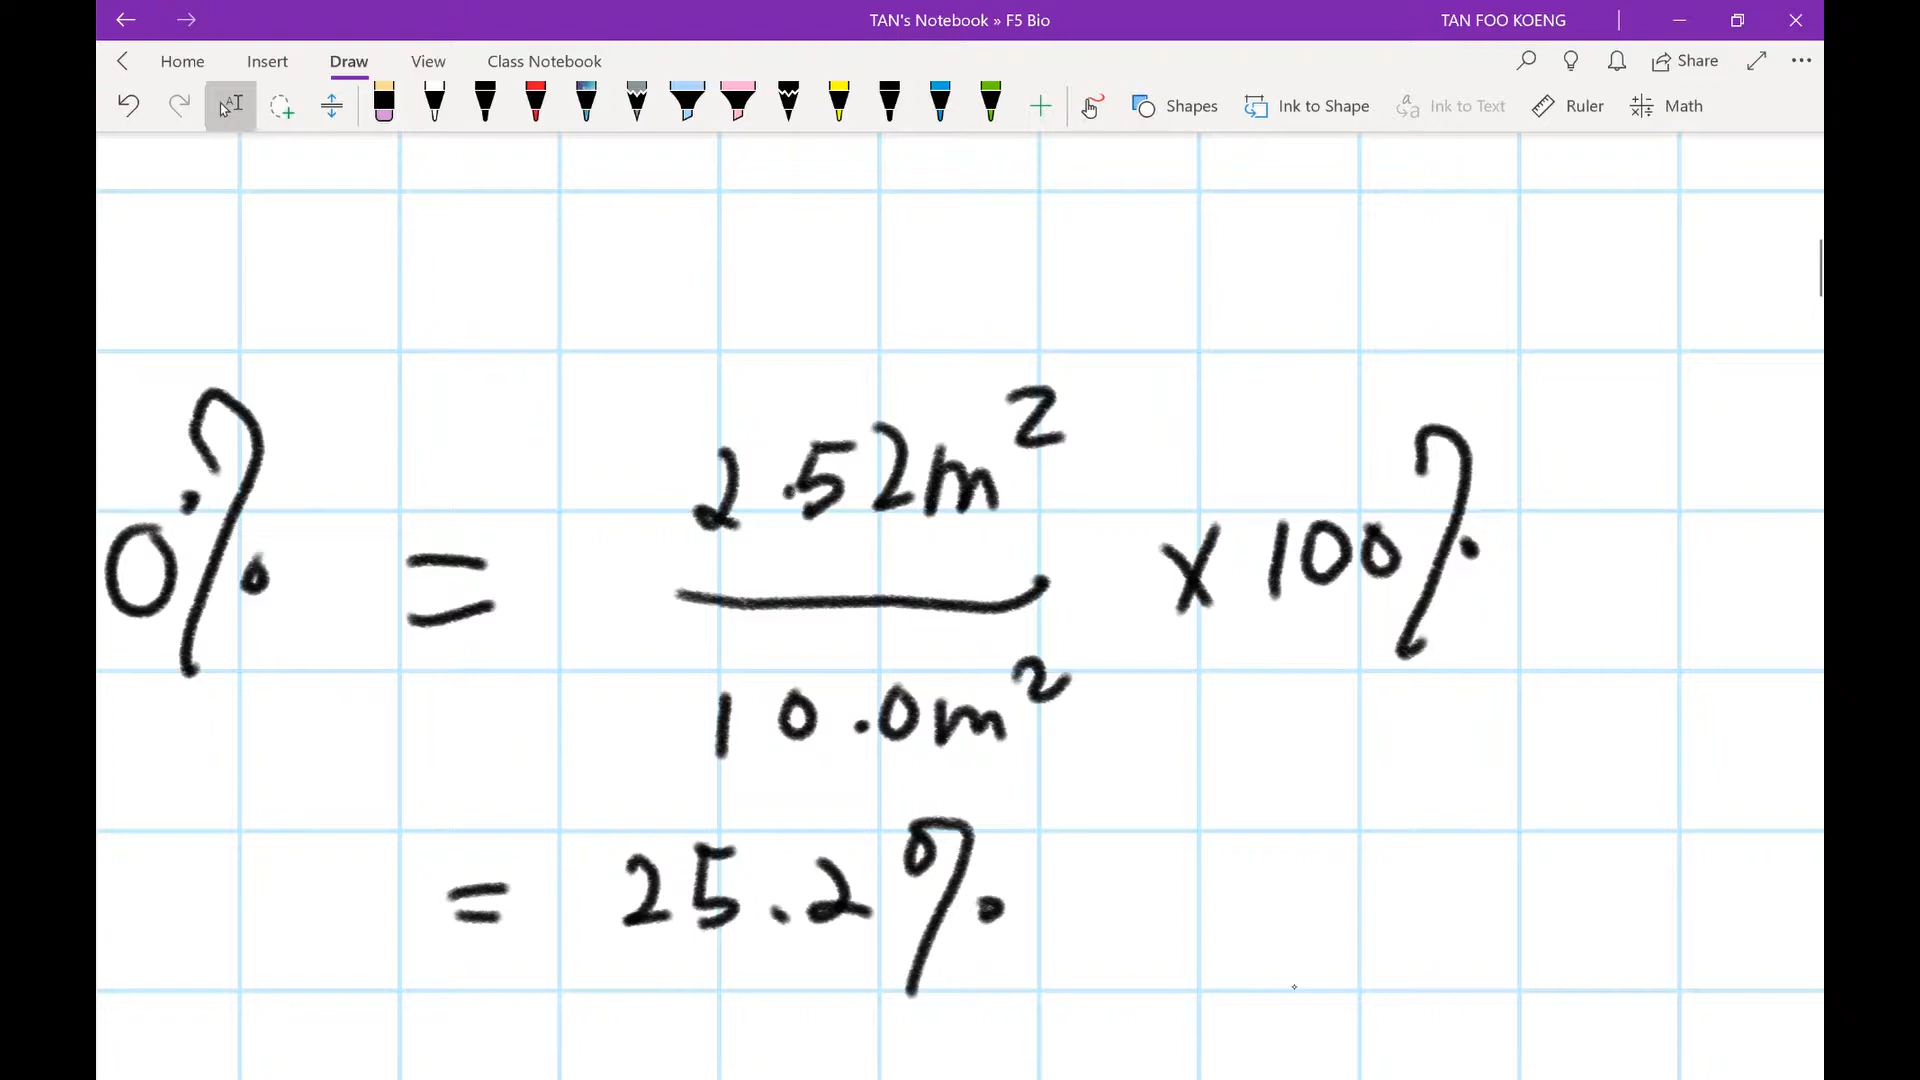 TAN's Notebook » F5 Bio
TAN FOO KOENG
Home Insert Draw View Class Notebook
Share
Shapes Ink to Shape Ink to Text Ruler Math
2.52m²
0% = ———— x 100%
10.0m²
= 25.2%